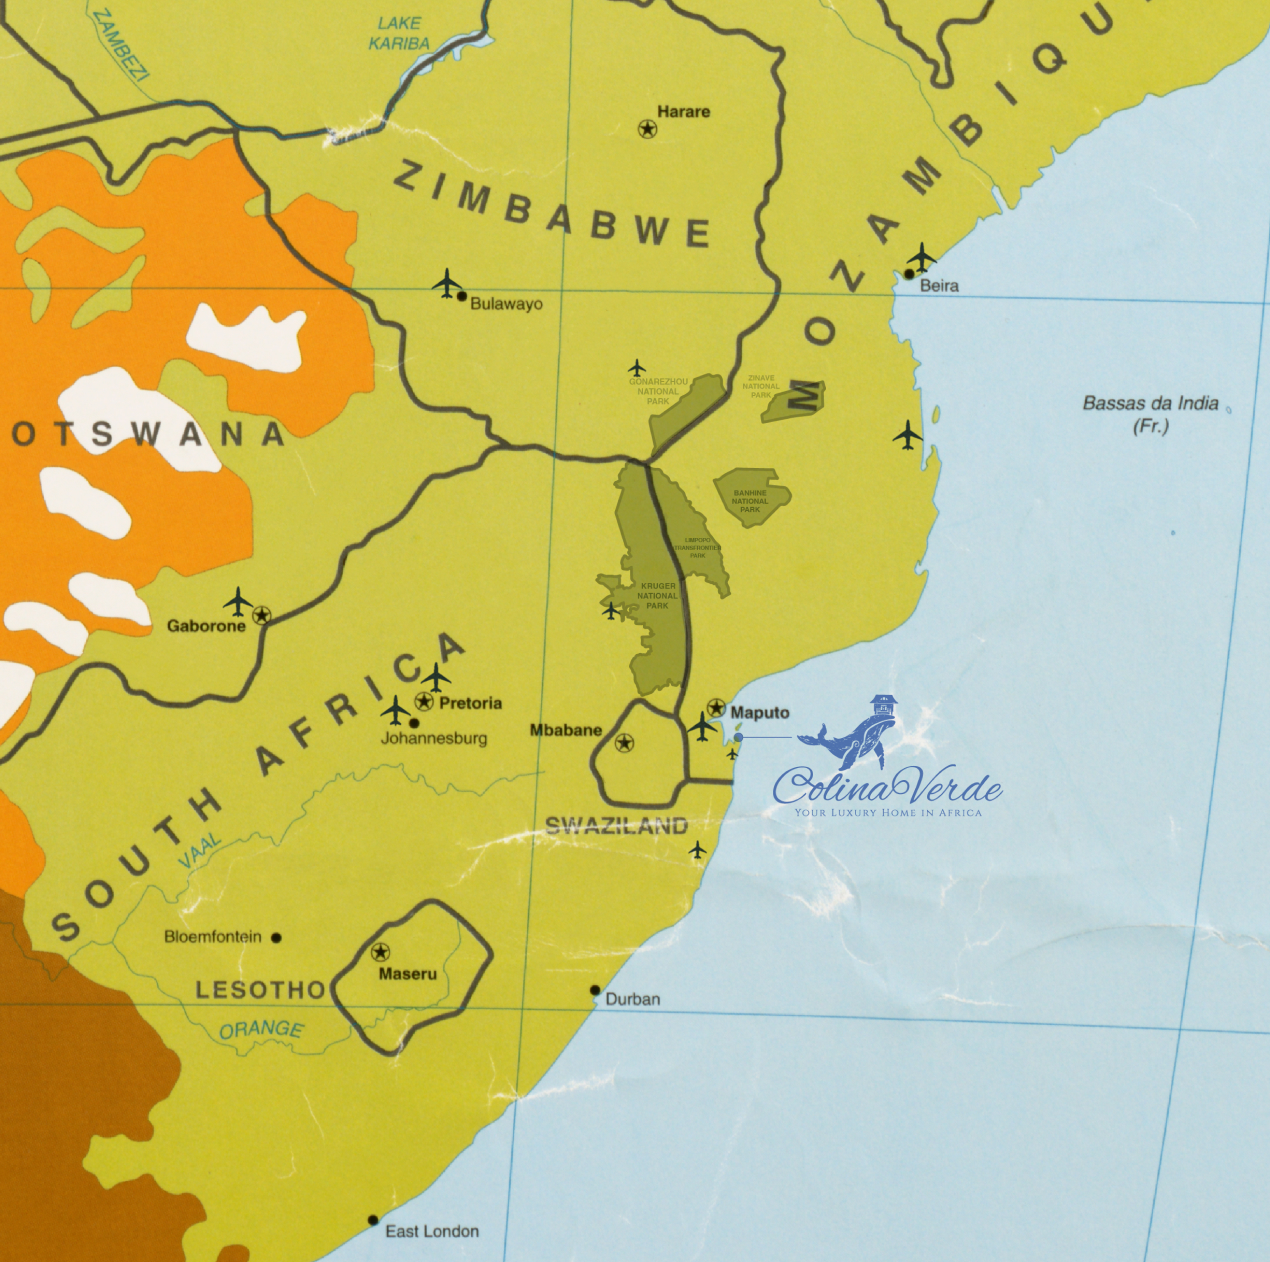 ZAMBEZI
LAKE
KARIBA
Harare
ZIMBABWE
MOZAMBIQU
Beira
Bulawayo
GONAREZHOU
NATIONAL
PARK
ZINAVE
NATIONAL
PARK
Bassas da India
(Fr.)
OTSWANA
BANHINE
NATIONAL
PARK
LIMPOPO
TRANSFRONTIER
PARK
KRUGER
NATIONAL
PARK
Gaborone
SOUTH AFRICA
Pretoria
Johannesburg
Mbabane
Maputo
Colina Verde
YOUR LUXURY HOME IN AFRICA
SWAZILAND
VAAL
Bloemfontein
Maseru
LESOTHO
ORANGE
Durban
East London